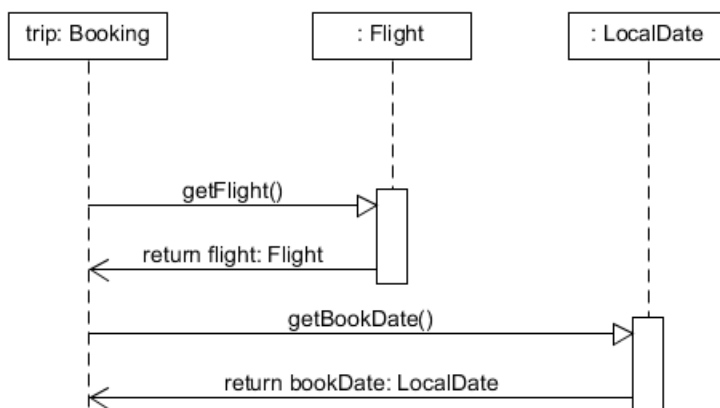 trip: Booking
: Flight
: LocalDate
getFlight()
return flight: Flight
getBookDate()
return bookDate: LocalDate